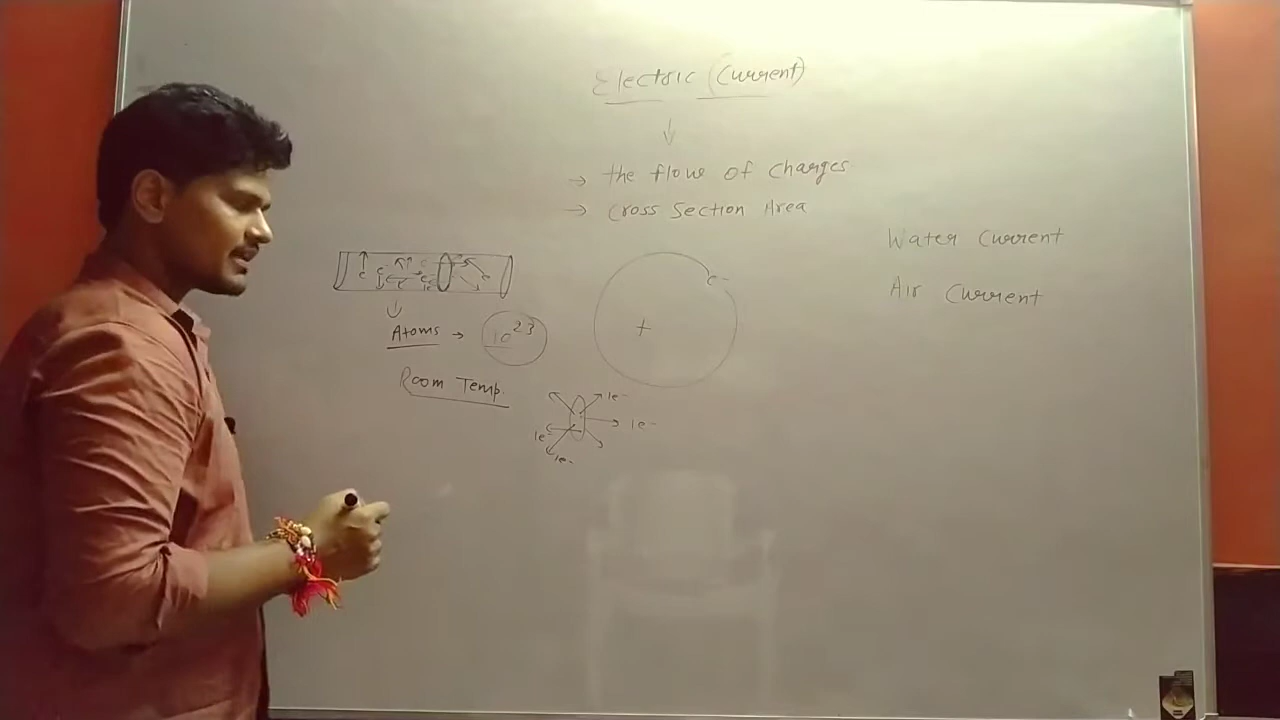 Electric (Current)
→ the flow of charges
→ Cross Section Area
Water Current
Air Current
Atoms → 10²³
Room Temp.
e-
+
1e-
1e-
1e-
1e-